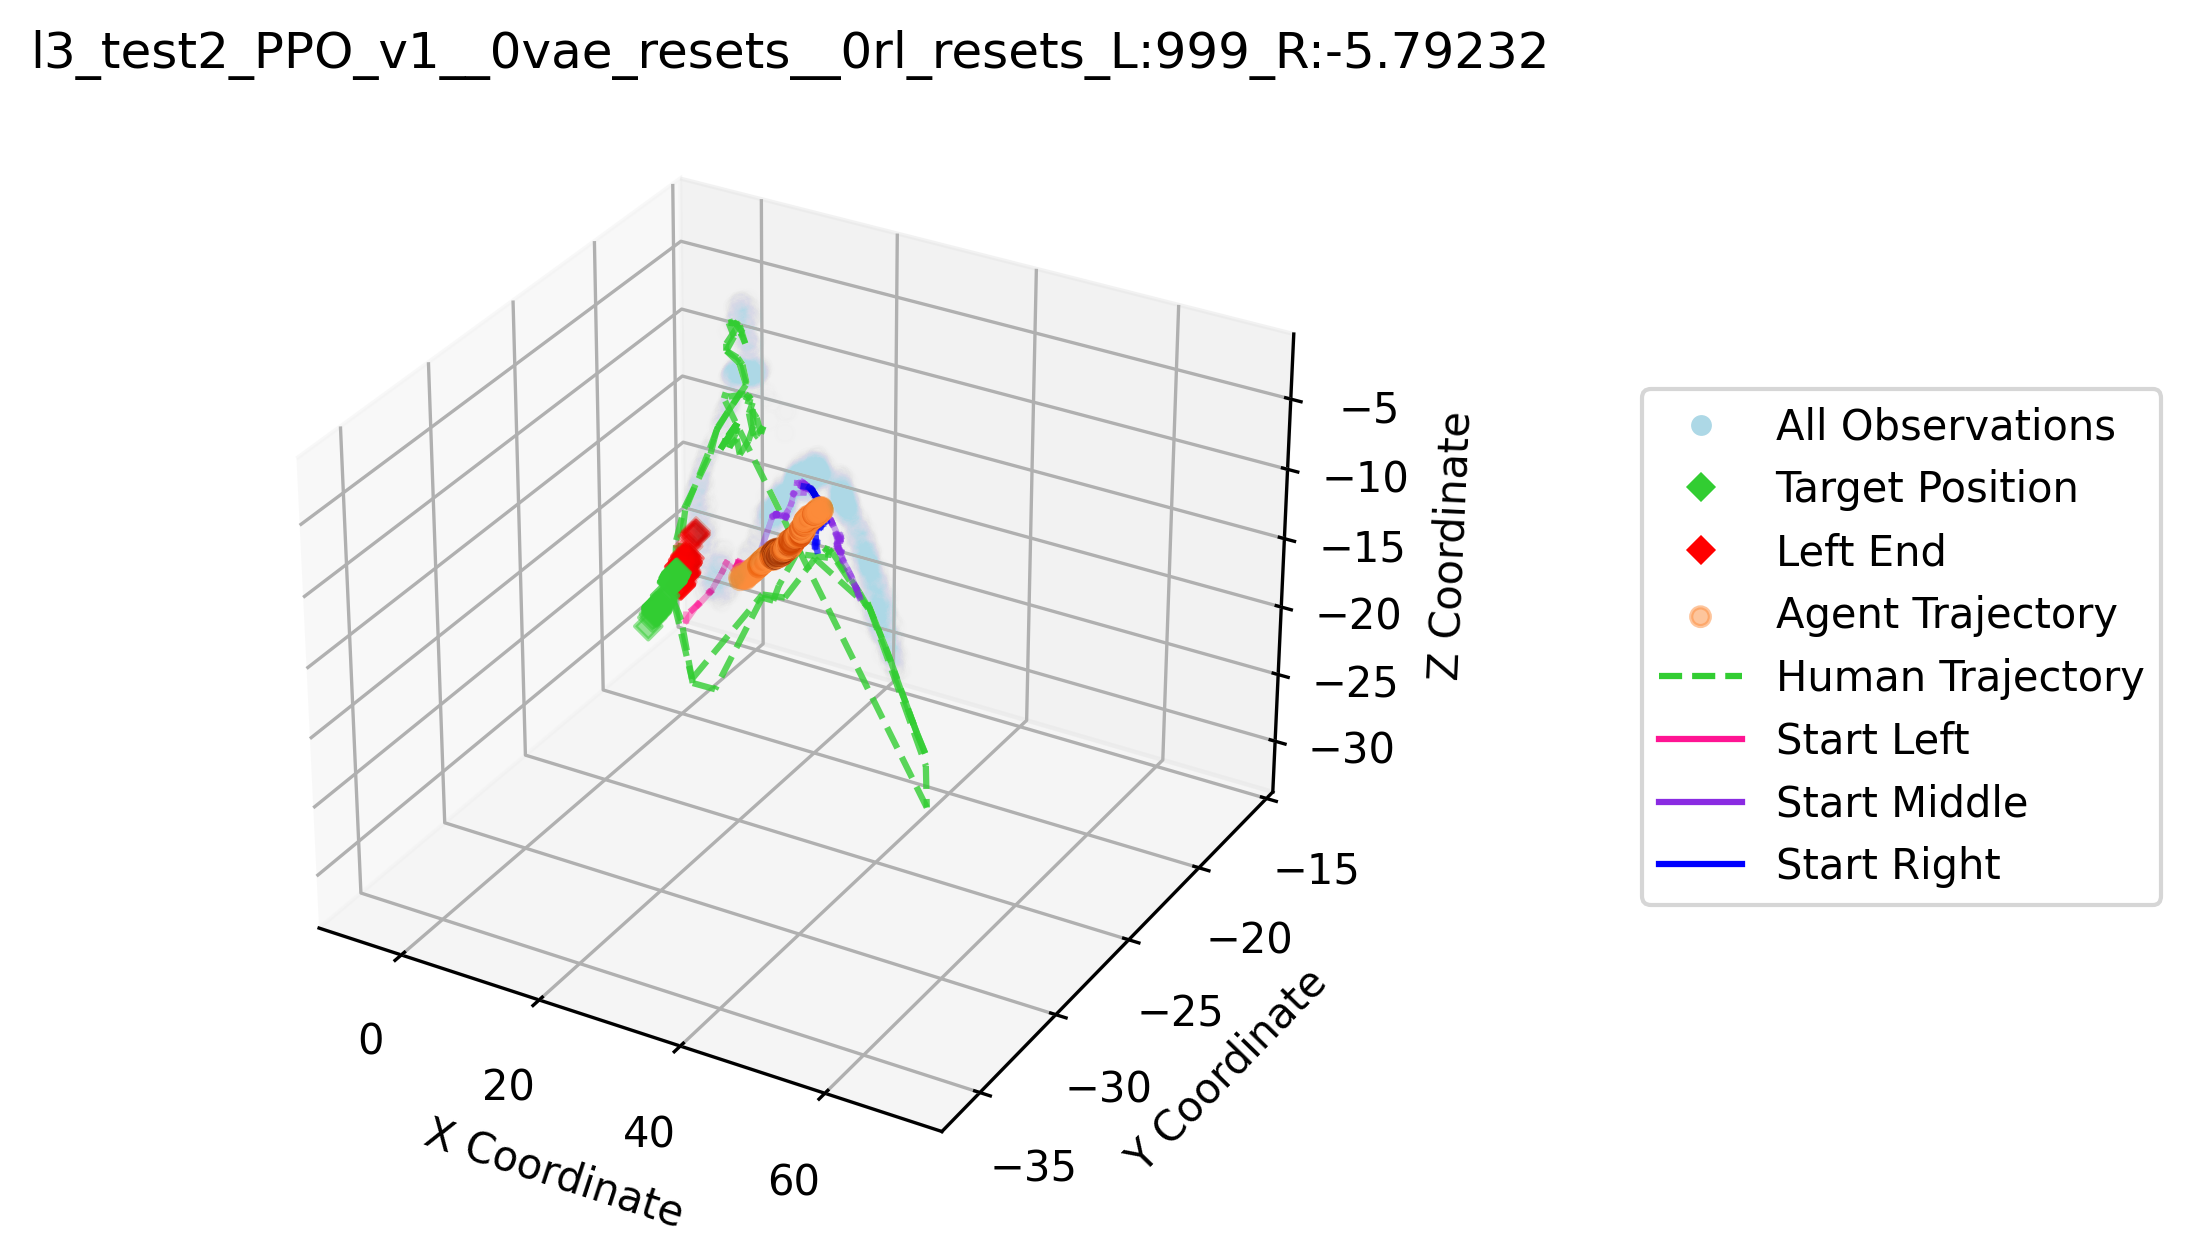 l3_test2_PPO_v1__0vae_resets__0rl_resets_L:999_R:-5.79232
−5
−10
−15
−20
−25
−30
Z Coordinate
−15
−20
−25
−30
−35
Y Coordinate
0
20
40
60
X Coordinate
All Observations
Target Position
Left End
Agent Trajectory
Human Trajectory
Start Left
Start Middle
Start Right